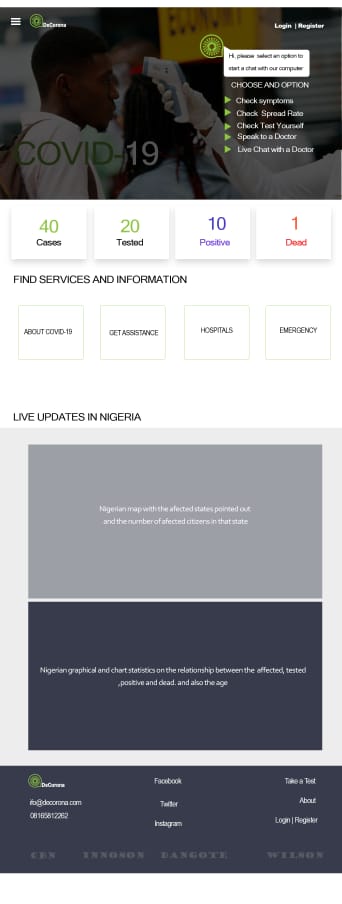 DeCorona
Login | Register
Hi, please select an option to
start a chat with our computer
CHOOSE AND OPTION
Check symptoms
Check Spread Rate
Check Test Yourself
Speak to a Doctor
Live Chat with a Doctor
COVID-19
40
Cases
20
Tested
10
Positive
1
Dead
FIND SERVICES AND INFORMATION
ABOUT COVID-19
GET ASSISTANCE
HOSPITALS
EMERGENCY
LIVE UPDATES IN NIGERIA
Nigerian map with the afected states pointed out
and the number of afected citizens in that state
Nigerian graphical and chart statistics on the relationship between the affected, tested
,positive and dead. and also the age
DeCorona
ifo@decorona.com
08165812262
Facebook
Twitter
Instagram
Take a Test
About
Login | Register
CBN INNOSON DANGOTE WILSON